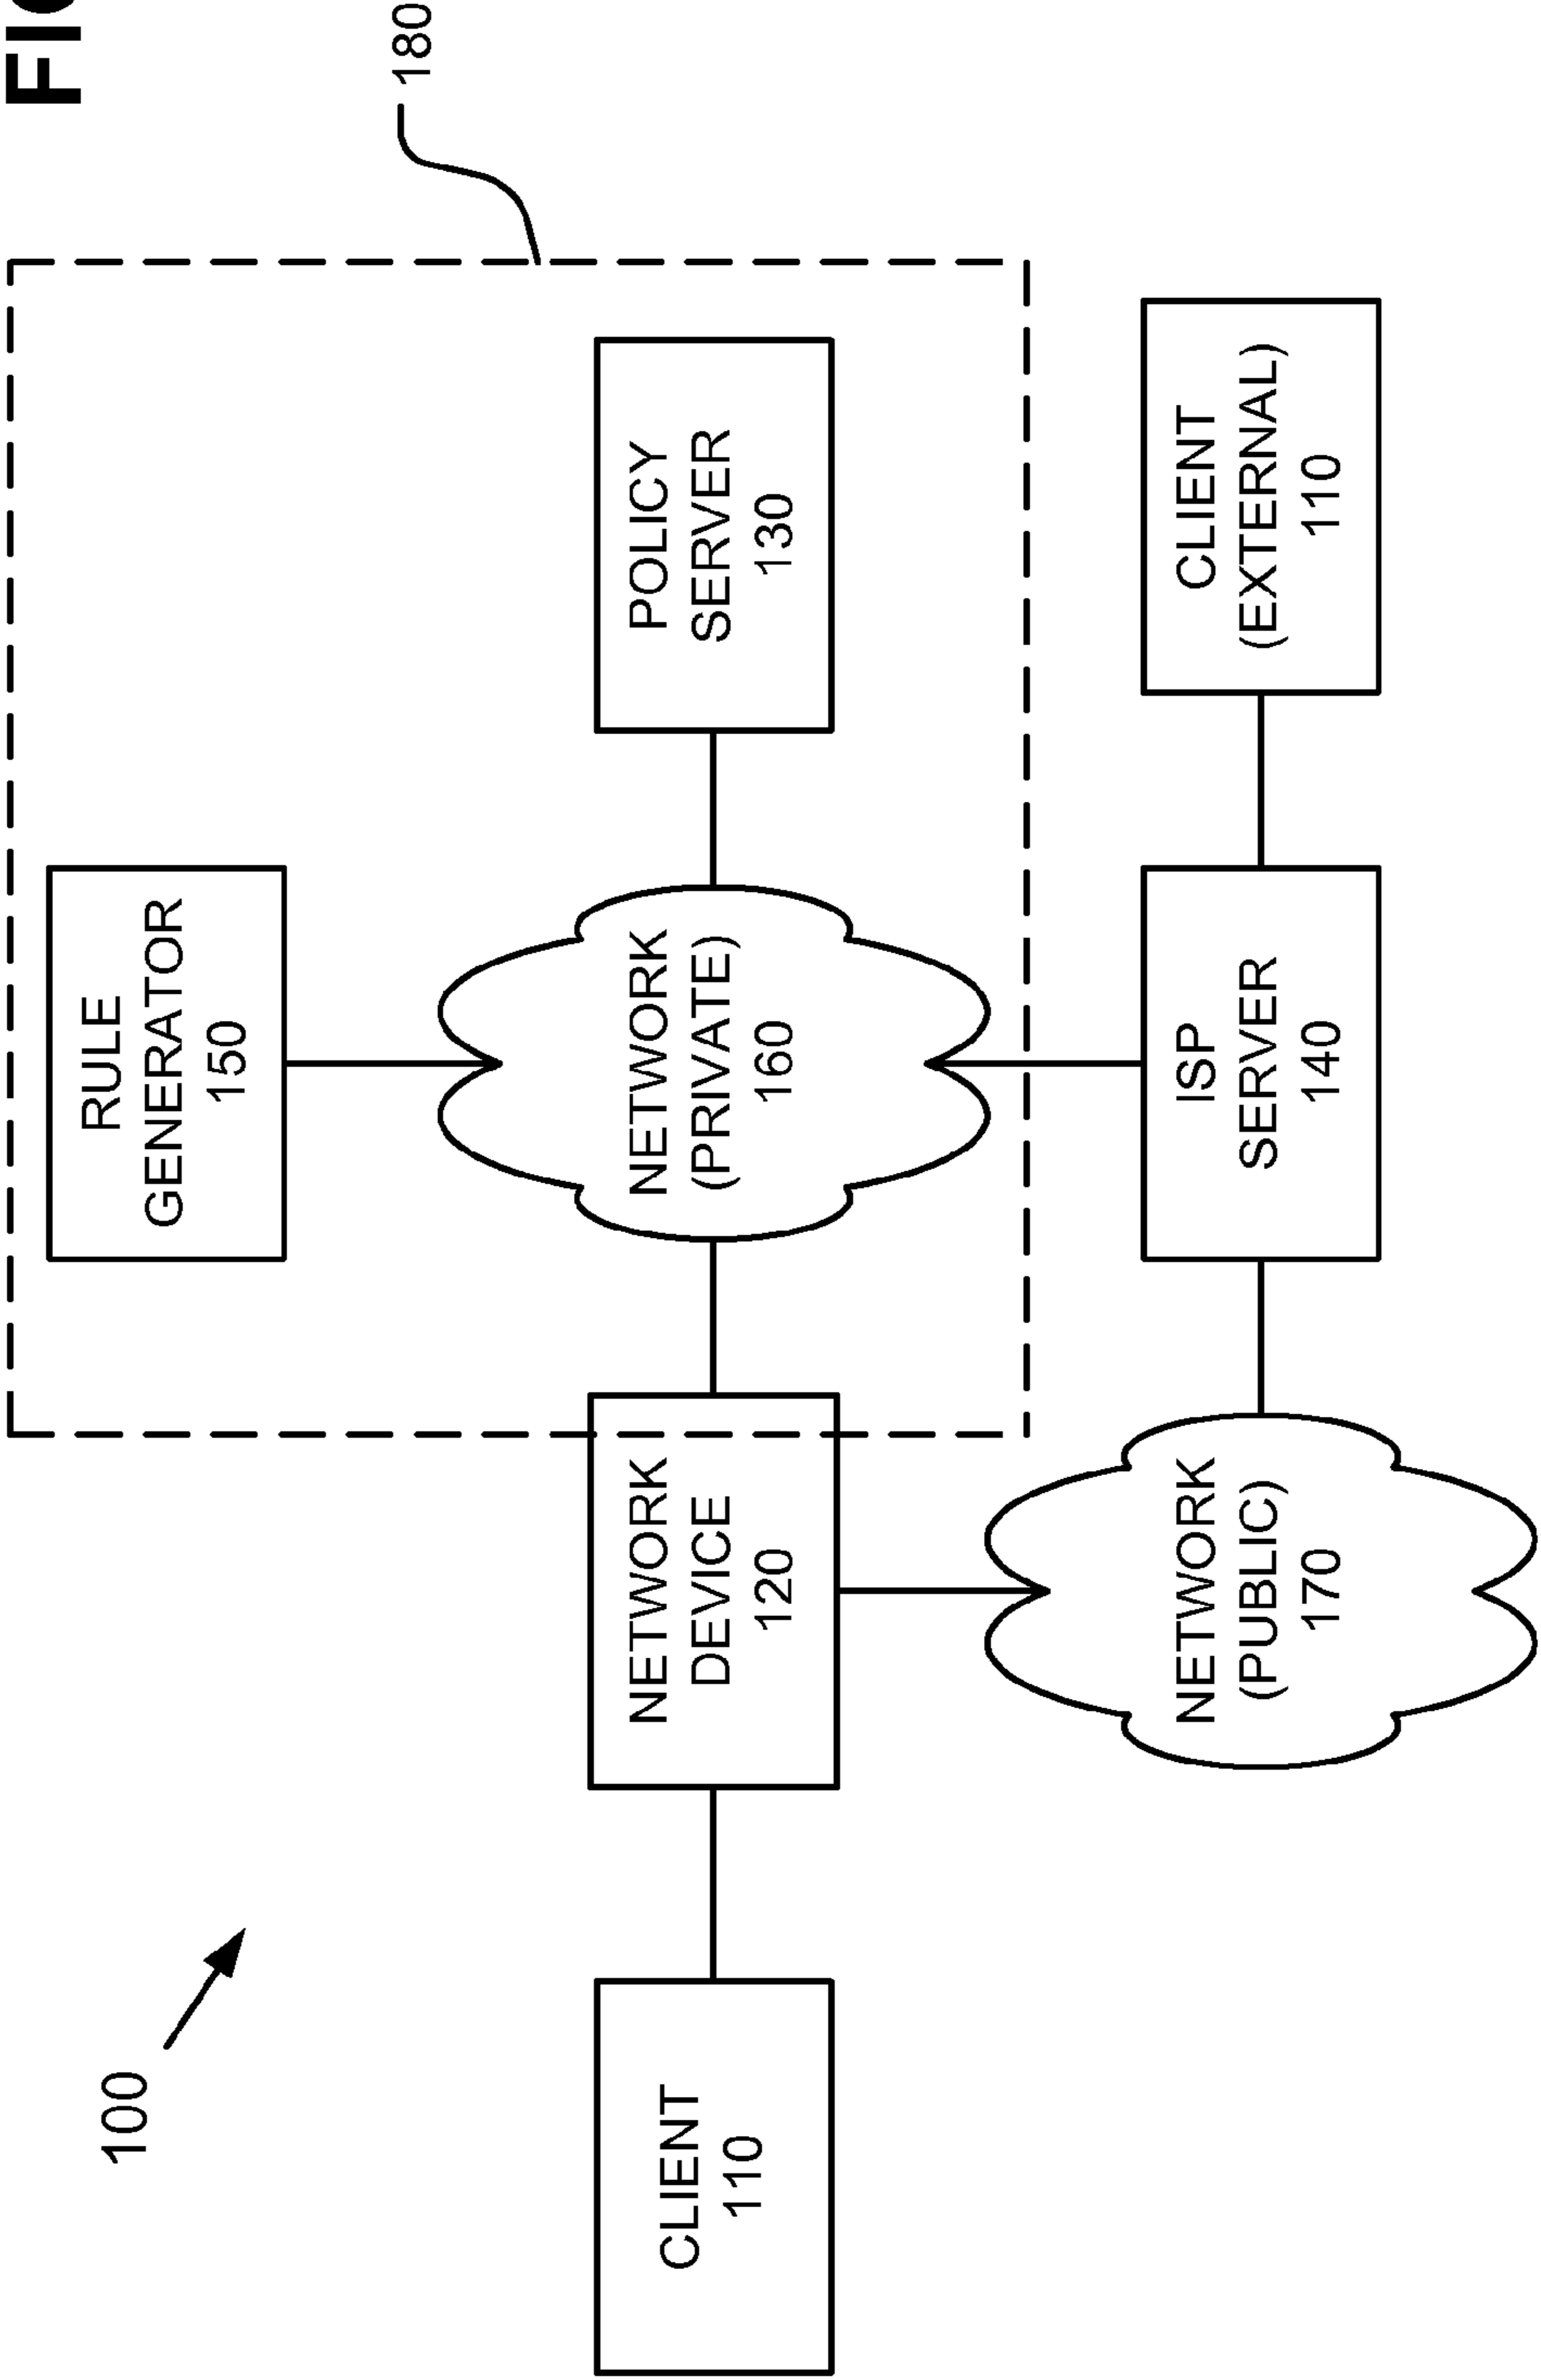 100
RULE
GENERATOR
150
180
CLIENT
110
NETWORK
DEVICE
120
NETWORK
(PRIVATE)
160
POLICY
SERVER
130
NETWORK
(PUBLIC)
170
ISP
SERVER
140
CLIENT
(EXTERNAL)
110